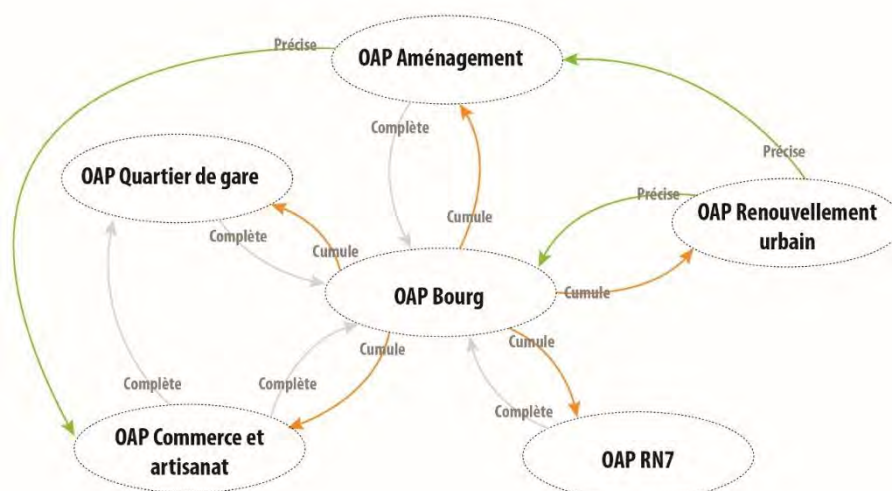 Précise
OAP Aménagement
Complète
Précise
OAP Quartier de gare
Précise
Cumule
OAP Renouvellement
urbain
Complète
Cumule
OAP Bourg
Cumule
Cumule
Cumule
Complète
Complète
Complète
OAP Commerce et
artisanat
OAP RN7